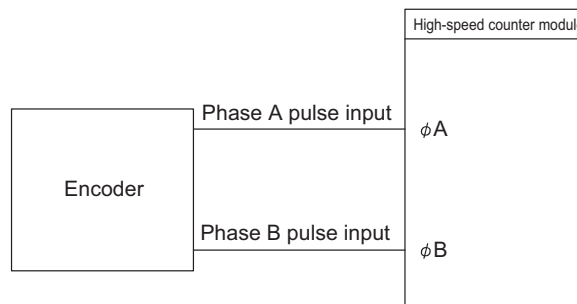 High-speed counter modul
Phase A pulse input
φA
Encoder
Phase B pulse input
φB